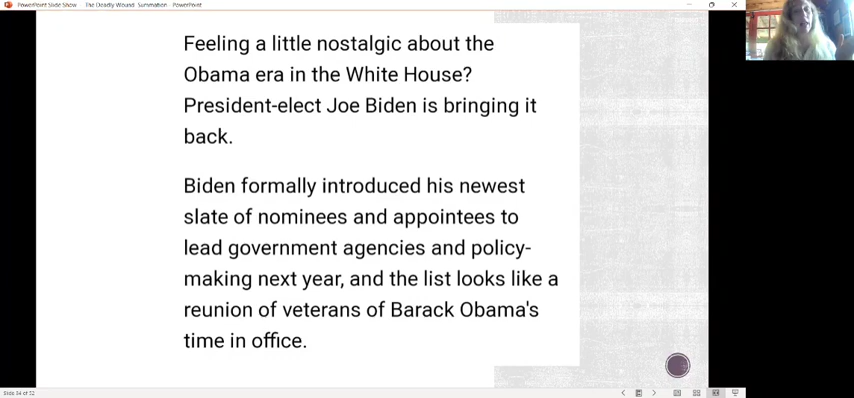 PowerPoint Slide Show
The Deadly Wound Summation - PowerPoint
Feeling a little nostalgic about the
Obama era in the White House?
President-elect Joe Biden is bringing it
back.
Biden formally introduced his newest
slate of nominees and appointees to
lead government agencies and policy-
making next year, and the list looks like a
reunion of veterans of Barack Obama's
time in office.
Slide 34 of 52